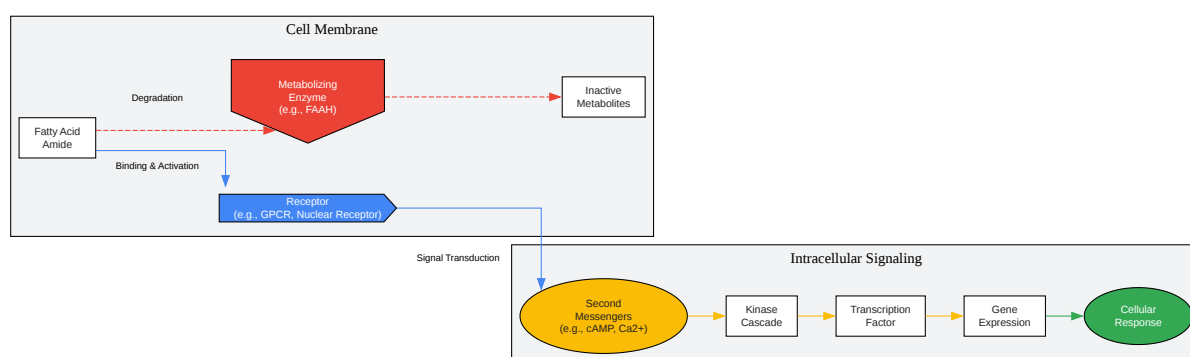 Cell Membrane
Metabolizing
Enzyme
(e.g., FAAH)
Inactive
Metabolites
Degradation
Fatty Acid
Amide
Binding & Activation
Receptor
(e.g., GPCR, Nuclear Receptor)
Signal Transduction
Intracellular Signaling
Second
Messengers
(e.g., cAMP, Ca2+)
Kinase
Cascade
Transcription
Factor
Gene
Expression
Cellular
Response